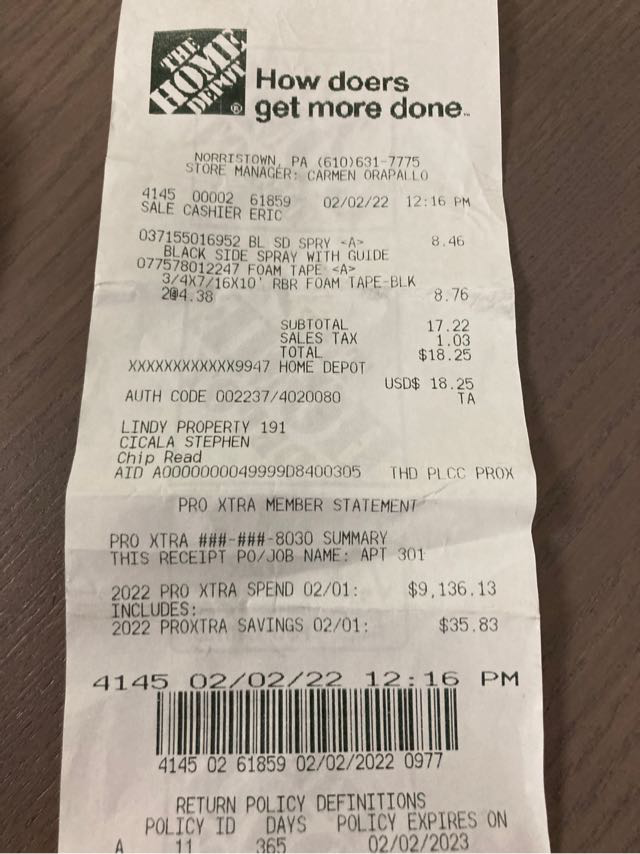 THE
HOME
DEPOT
®
How doers
get more done™
NORRISTOWN, PA (610)631-7775
STORE MANAGER: CARMEN ORAPALLO
4145 00002 61859 02/02/22 12:16 PM
SALE CASHIER ERIC
037155016952 BL SD SPRY <A> 8.46
BLACK SIDE SPRAY WITH GUIDE
077578012247 FOAM TAPE <A>
3/4X7/16X10' RBR FOAM TAPE-BLK
2@4.38 8.76
SUBTOTAL 17.22
SALES TAX 1.03
TOTAL $18.25
XXXXXXXXXXXX9947 HOME DEPOT
USD$ 18.25
AUTH CODE 002237/4020080 TA
LINDY PROPERTY 191
CICALA STEPHEN
Chip Read
AID A0000000049999D8400305 THD PLCC PROX
PRO XTRA MEMBER STATEMENT
PRO XTRA ###-###-8030 SUMMARY
THIS RECEIPT PO/JOB NAME: APT 301
2022 PRO XTRA SPEND 02/01: $9,136.13
INCLUDES:
2022 PROXTRA SAVINGS 02/01: $35.83
4145 02/02/22 12:16 PM
4145 02 61859 02/02/2022 0977
RETURN POLICY DEFINITIONS
POLICY ID DAYS POLICY EXPIRES ON
A 11 365 02/02/2023